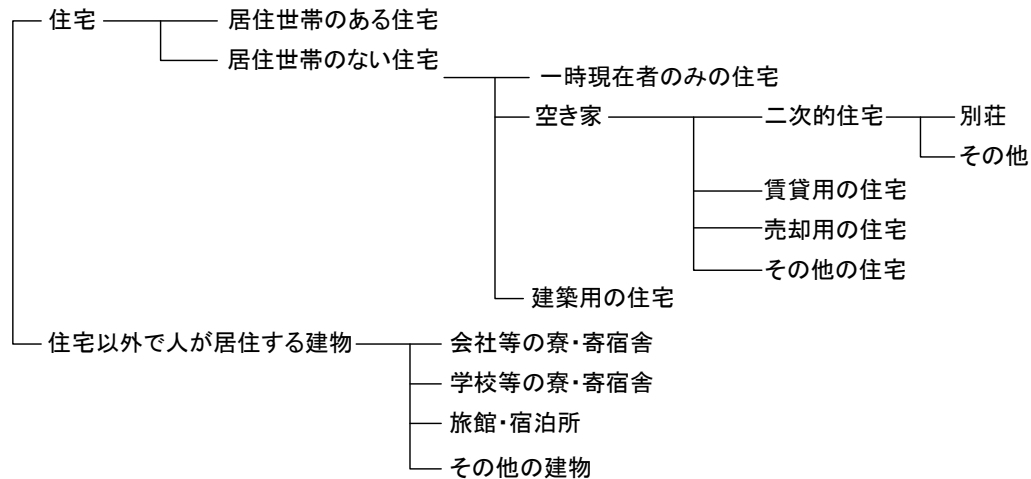 住宅
居住世帯のある住宅
居住世帯のない住宅
一時現在者のみの住宅
空き家
二次的住宅
別荘
その他
賃貸用の住宅
売却用の住宅
その他の住宅
建築用の住宅
住宅以外で人が居住する建物
会社等の寮・寄宿舎
学校等の寮・寄宿舎
旅館・宿泊所
その他の建物